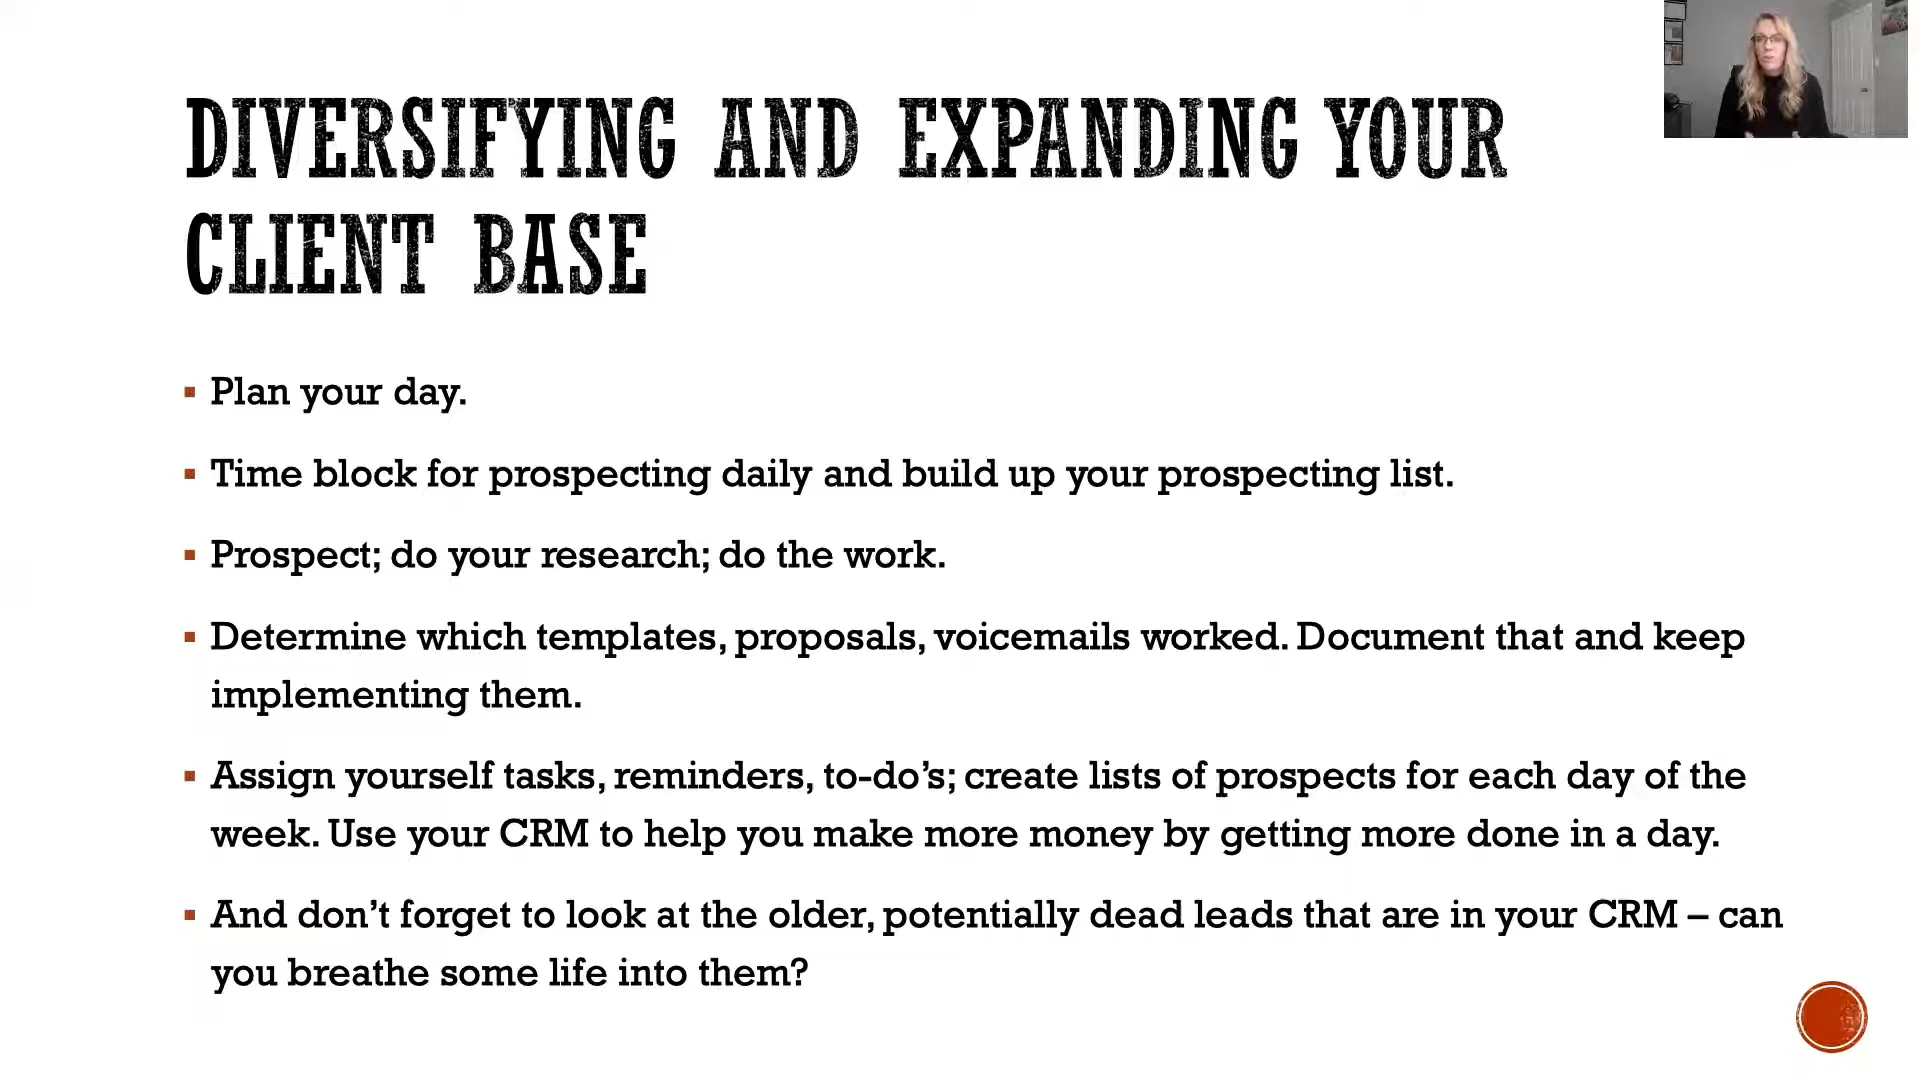 DIVERSIFYING AND EXPANDING YOUR
CLIENT BASE
▪ Plan your day.
▪ Time block for prospecting daily and build up your prospecting list.
▪ Prospect; do your research; do the work.
▪ Determine which templates, proposals, voicemails worked. Document that and keep
implementing them.
▪ Assign yourself tasks, reminders, to-do’s; create lists of prospects for each day of the
week. Use your CRM to help you make more money by getting more done in a day.
▪ And don’t forget to look at the older, potentially dead leads that are in your CRM – can
you breathe some life into them?